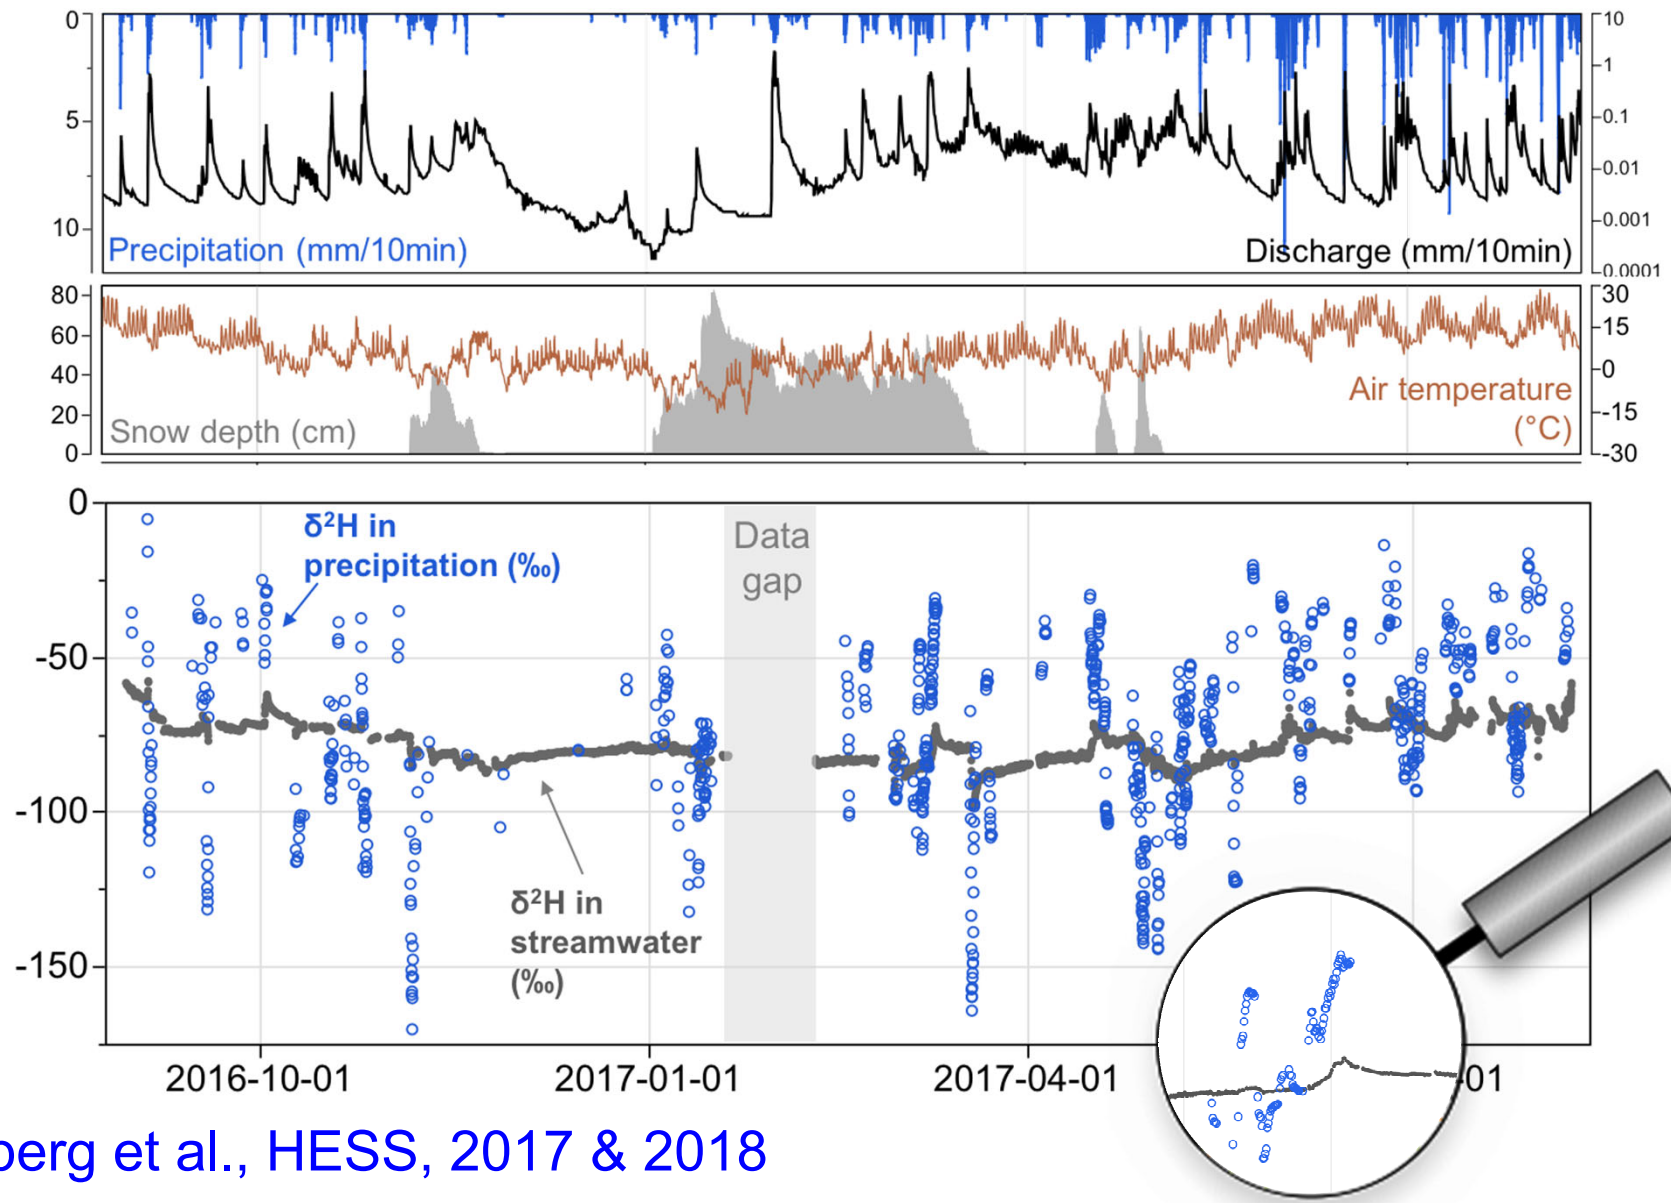 0
10
5
1
0.1
0.01
10
0.001
Precipitation (mm/10min)
Discharge (mm/10min)
0.0001
80
30
60
15
40
0
20
-15
0
-30
Snow depth (cm)
Air temperature
(°C)
0
δ²H in
precipitation (‰)
Data
gap
-50
-100
δ²H in
streamwater
(‰)
-150
2016-10-01
2017-01-01
2017-04-01
-01
berg et al., HESS, 2017 & 2018